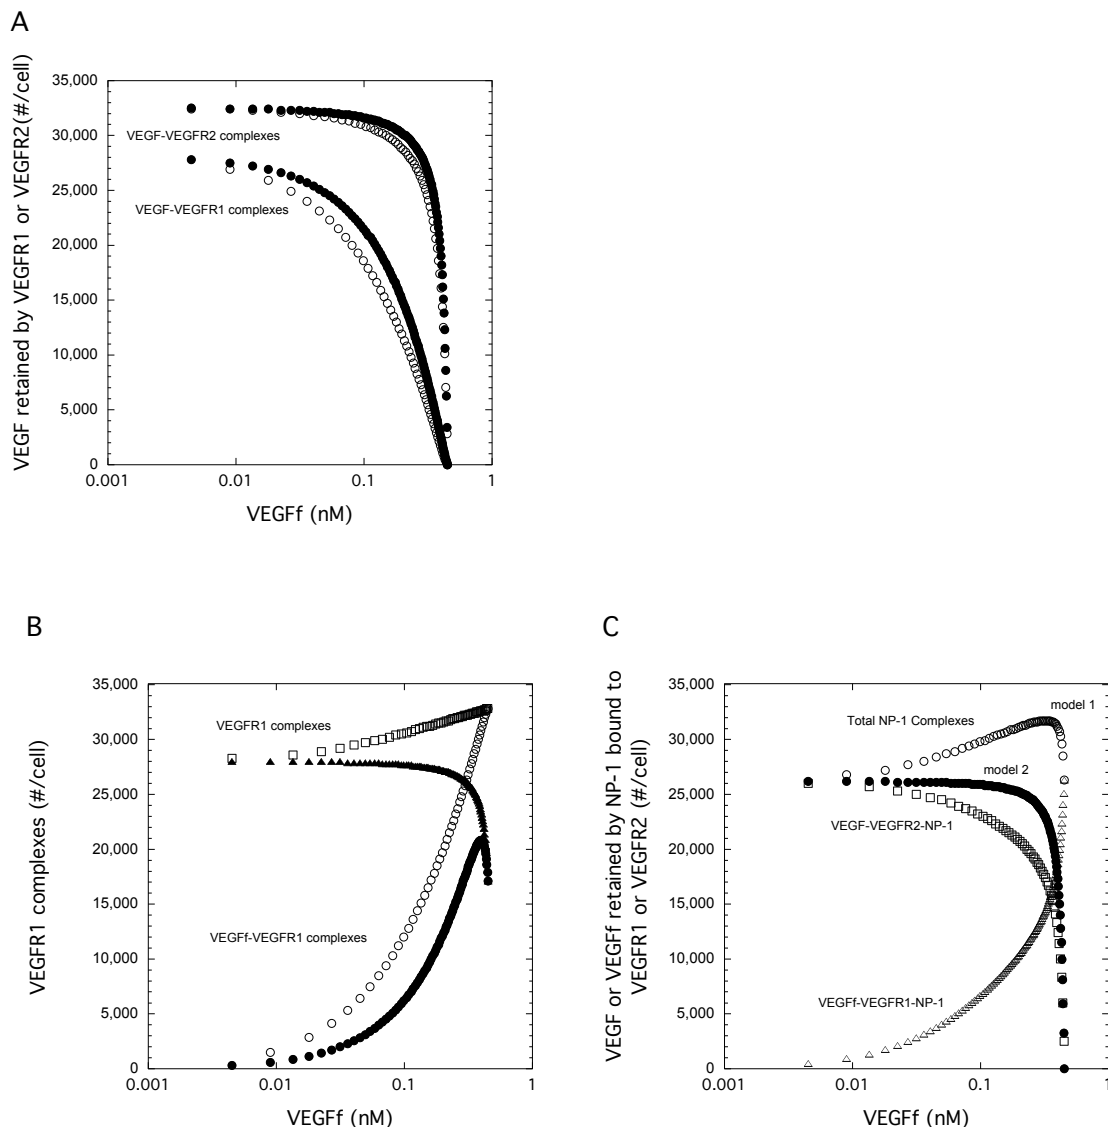 A
VEGF retained by VEGFR1 or VEGFR2(#/cell)
35,000
30,000
25,000
20,000
15,000
10,000
5,000
0
VEGF-VEGFR2 complexes
VEGF-VEGFR1 complexes
0.001
0.01
0.1
1
VEGFf (nM)
B
VEGFR1 complexes (#/cell)
35,000
30,000
25,000
20,000
15,000
10,000
5,000
0
VEGFR1 complexes
VEGFf-VEGFR1 complexes
0.001
0.01
0.1
1
VEGFf (nM)
C
VEGF or VEGFf retained by NP-1 bound to
VEGFR1 or VEGFR2 (#/cell)
35,000
30,000
25,000
20,000
15,000
10,000
5,000
0
model 1
Total NP-1 Complexes
model 2
VEGF-VEGFR2-NP-1
VEGFf-VEGFR1-NP-1
0.001
0.01
0.1
1
VEGFf (nM)